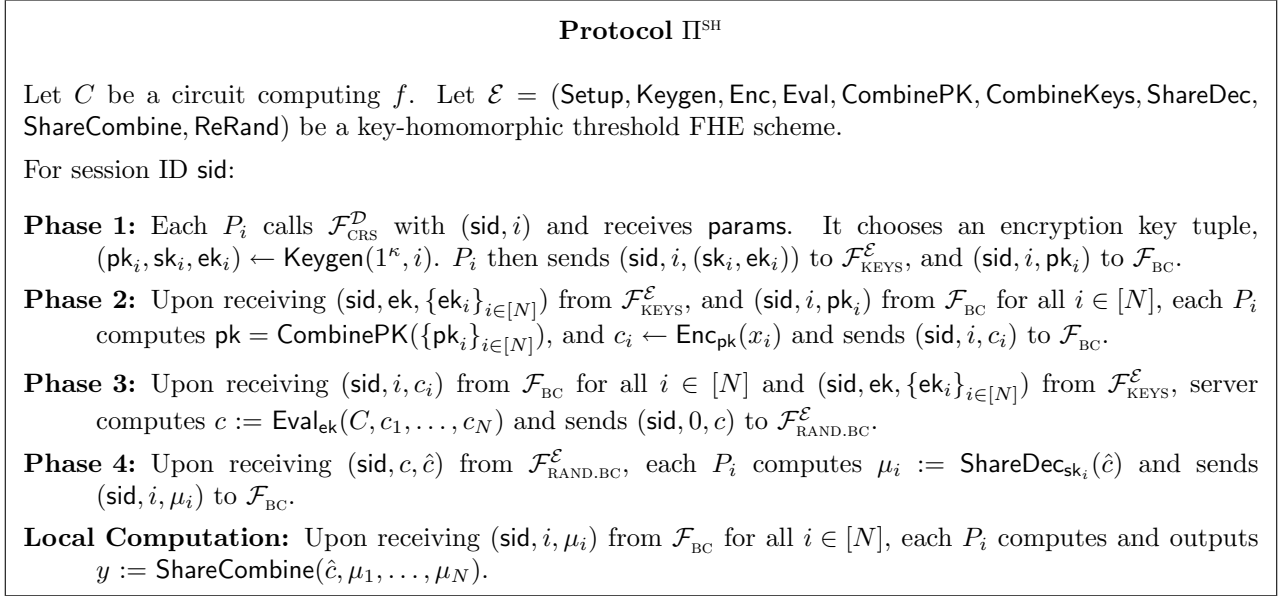 Protocol Π^SH
Let C be a circuit computing f. Let ℰ = (Setup, Keygen, Enc, Eval, CombinePK, CombineKeys, ShareDec,
ShareCombine, ReRand) be a key-homomorphic threshold FHE scheme.
For session ID sid:
Phase 1: Each P_i calls ℱ_CRS^𝒟 with (sid, i) and receives params. It chooses an encryption key tuple,
(pk_i, sk_i, ek_i) ← Keygen(1^κ, i). P_i then sends (sid, i, (sk_i, ek_i)) to ℱ_KEYS^ℰ, and (sid, i, pk_i) to ℱ_BC.
Phase 2: Upon receiving (sid, ek, {ek_i}_{i∈[N]}) from ℱ_KEYS^ℰ, and (sid, i, pk_i) from ℱ_BC for all i ∈ [N], each P_i
computes pk = CombinePK({pk_i}_{i∈[N]}), and c_i ← Enc_pk(x_i) and sends (sid, i, c_i) to ℱ_BC.
Phase 3: Upon receiving (sid, i, c_i) from ℱ_BC for all i ∈ [N] and (sid, ek, {ek_i}_{i∈[N]}) from ℱ_KEYS^ℰ, server
computes c := Eval_ek(C, c_1, . . . , c_N) and sends (sid, 0, c) to ℱ_RAND.BC^ℰ.
Phase 4: Upon receiving (sid, c, ĉ) from ℱ_RAND.BC^ℰ, each P_i computes μ_i := ShareDec_{sk_i}(ĉ) and sends
(sid, i, μ_i) to ℱ_BC.
Local Computation: Upon receiving (sid, i, μ_i) from ℱ_BC for all i ∈ [N], each P_i computes and outputs
y := ShareCombine(ĉ, μ_1, . . . , μ_N).